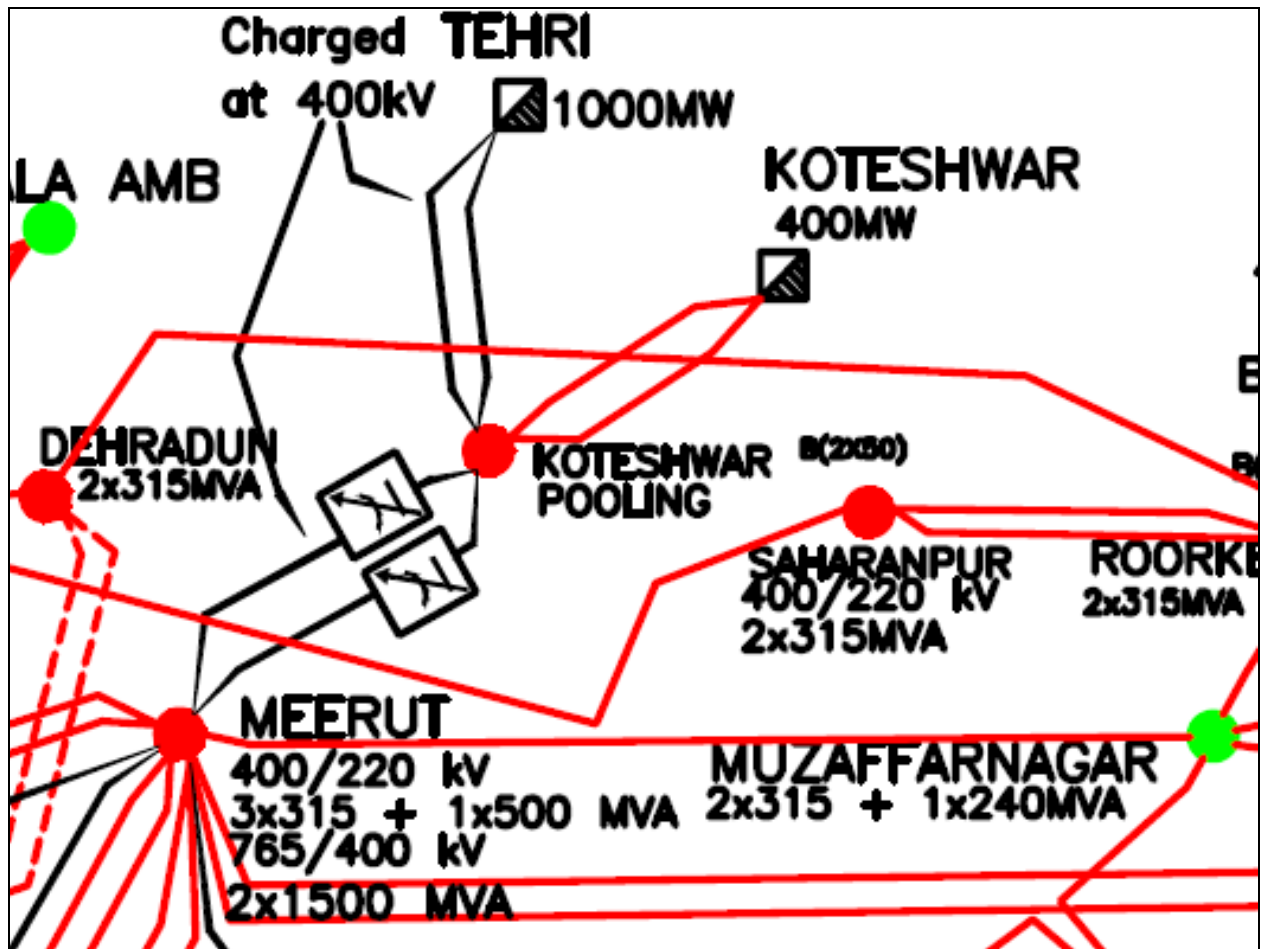 Charged TEHRI
at 400kV
1000MW
ALA AMB
KOTESHWAR
400MW
DEHRADUN
2x315MVA
KOTESHWAR
POOLING
B(2X50)
SAHARANPUR
400/220 kV
2x315MVA
2x315MVA
MEERUT
400/220 kV
3x315 + 1x500 MVA
765/400 kV
2x1500 MVA
MUZAFFARNAGAR
2x315 + 1x240MVA